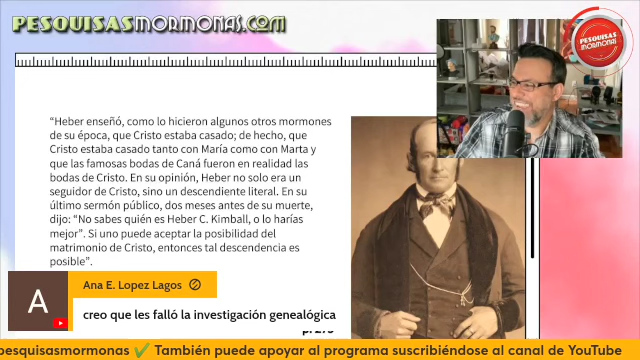 PESQUISASMORMONAS.COM
PESQUISAS
MORMONAS
“Heber enseñó, como lo hicieron algunos otros mormones
de su época, que Cristo estaba casado; de hecho, que
Cristo estaba casado tanto con María como con Marta y
que las famosas bodas de Caná fueron en realidad las
bodas de Cristo. En su opinión, Heber no solo era un
seguidor de Cristo, sino un descendiente literal. En su
último sermón público, dos meses antes de su muerte,
dijo: “No sabes quién es Heber C. Kimball, o lo harías
mejor”. Si uno puede aceptar la posibilidad del
matrimonio de Cristo, entonces tal descendencia es
posible”.
A
Ana E. Lopez Lagos
creo que les falló la investigación genealógica
pesquisasmormonas ✔ También puede apoyar al programa suscribiéndose al canal de YouTube